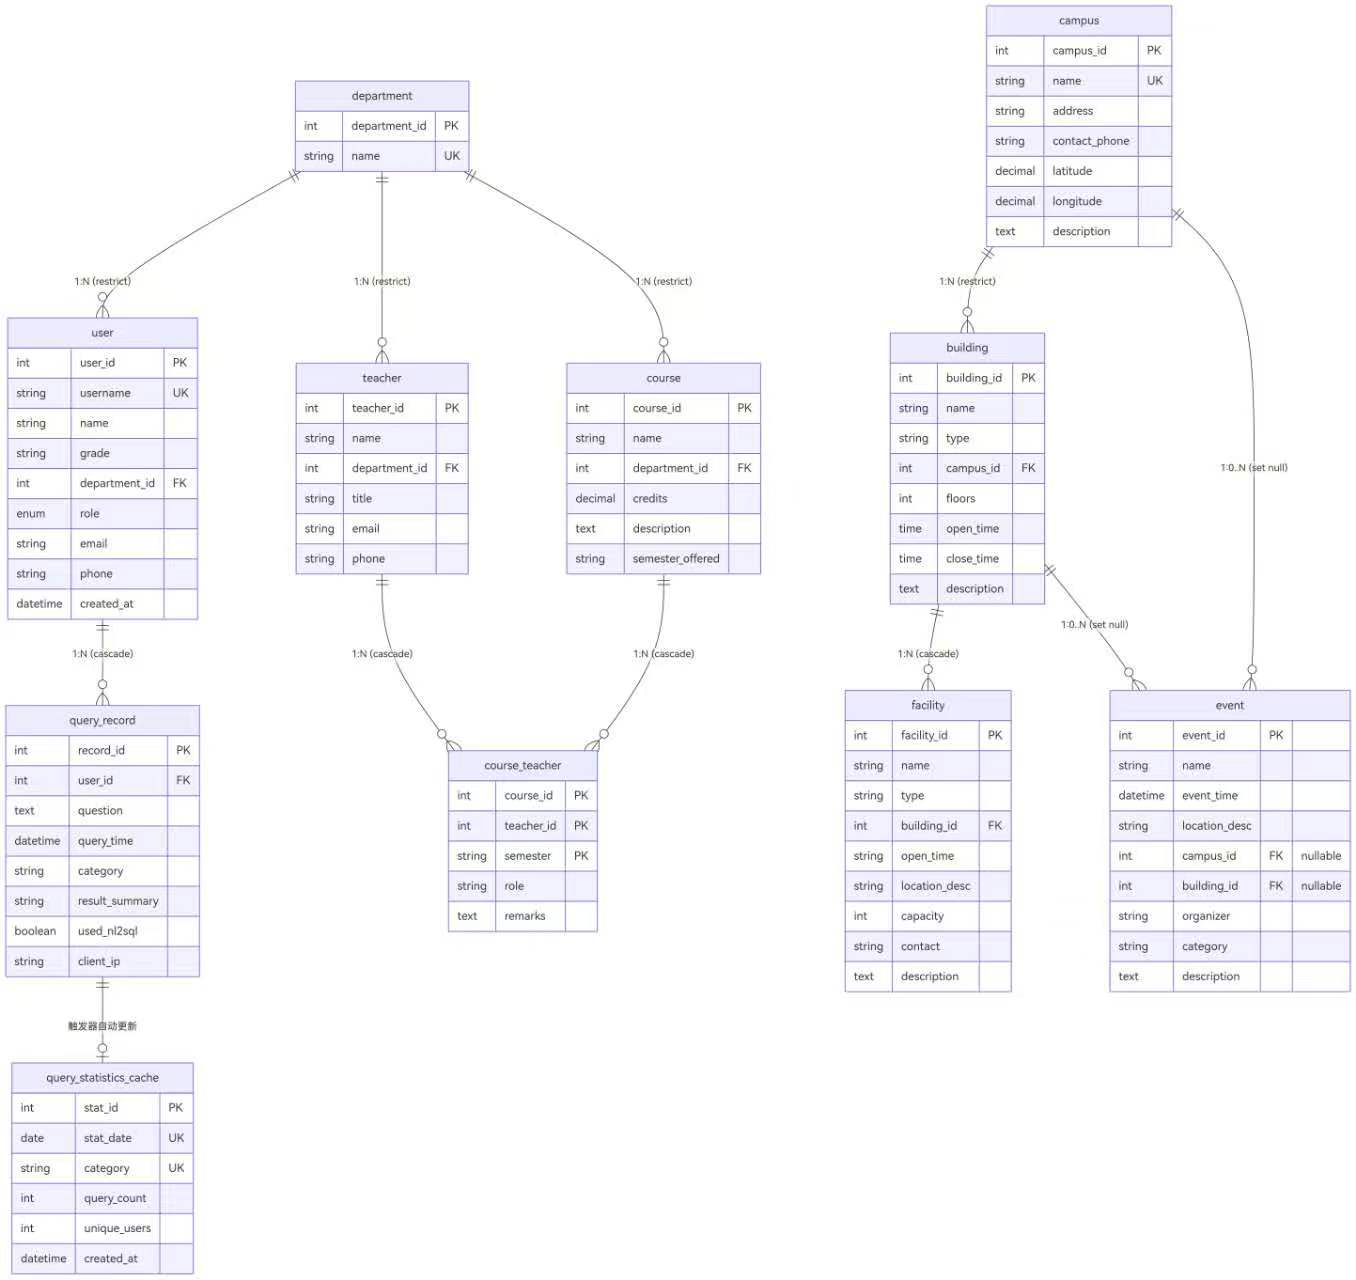 department
int department_id PK
string name UK
campus
int campus_id PK
string name UK
string address
string contact_phone
decimal latitude
decimal longitude
text description
1:N (restrict)
1:N (restrict)
1:N (restrict)
1:N (restrict)
1:0..N (set null)
user
int user_id PK
string username UK
string name
string grade
int department_id FK
enum role
string email
string phone
datetime created_at
teacher
int teacher_id PK
string name
int department_id FK
string title
string email
string phone
course
int course_id PK
string name
int department_id FK
decimal credits
text description
string semester_offered
building
int building_id PK
string name
string type
int campus_id FK
int floors
time open_time
time close_time
text description
1:N (cascade)
1:N (cascade)
1:N (cascade)
1:N (cascade)
1:0..N (set null)
query_record
int record_id PK
int user_id FK
text question
datetime query_time
string category
string result_summary
boolean used_nl2sql
string client_ip
course_teacher
int course_id PK
int teacher_id PK
string semester PK
string role
text remarks
facility
int facility_id PK
string name
string type
int building_id FK
string open_time
string location_desc
int capacity
string contact
text description
event
int event_id PK
string name
datetime event_time
string location_desc
int campus_id FK nullable
int building_id FK nullable
string organizer
string category
text description
触发器自动更新
query_statistics_cache
int stat_id PK
date stat_date UK
string category UK
int query_count
int unique_users
datetime created_at